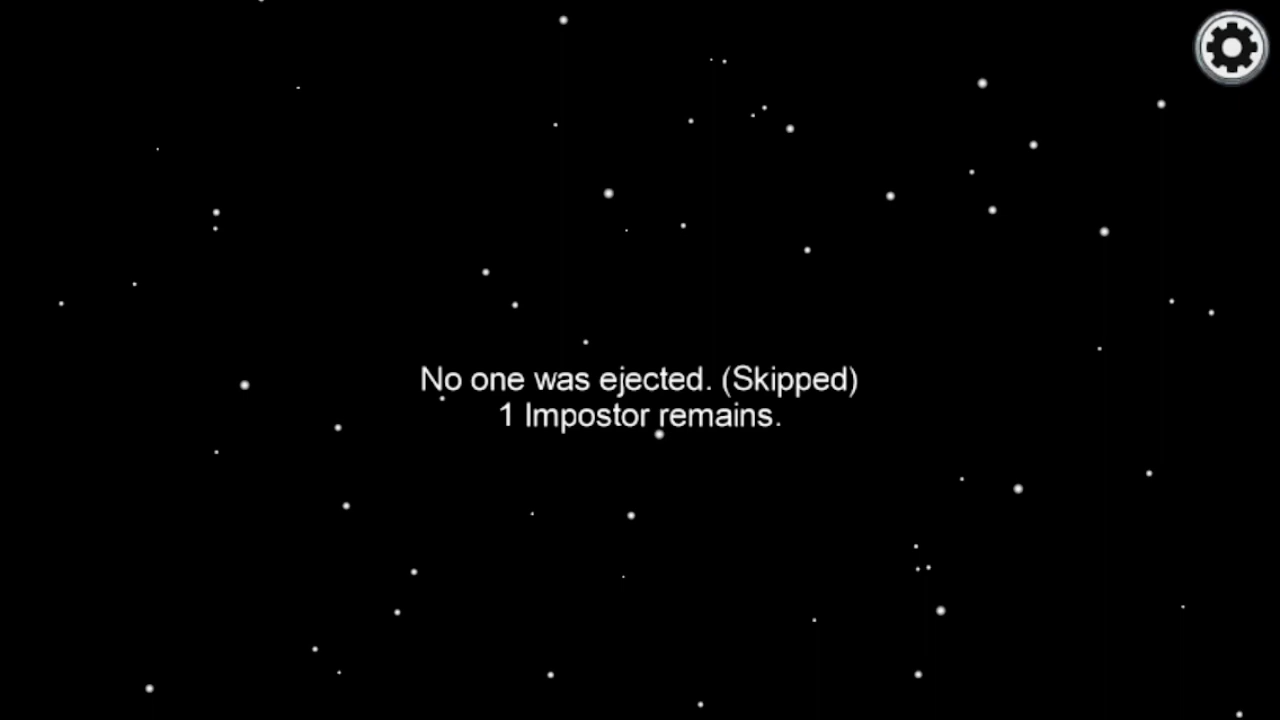 No one was ejected. (Skipped)
1 Impostor remains.